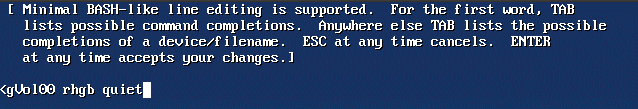 [ Minimal BASH-like line editing is supported.  For the first word, TAB
lists possible command completions.  Anywhere else TAB lists the possible
completions of a device/filename.  ESC at any time cancels.  ENTER
at any time accepts your changes.]
<gVol00 rhgb quiet